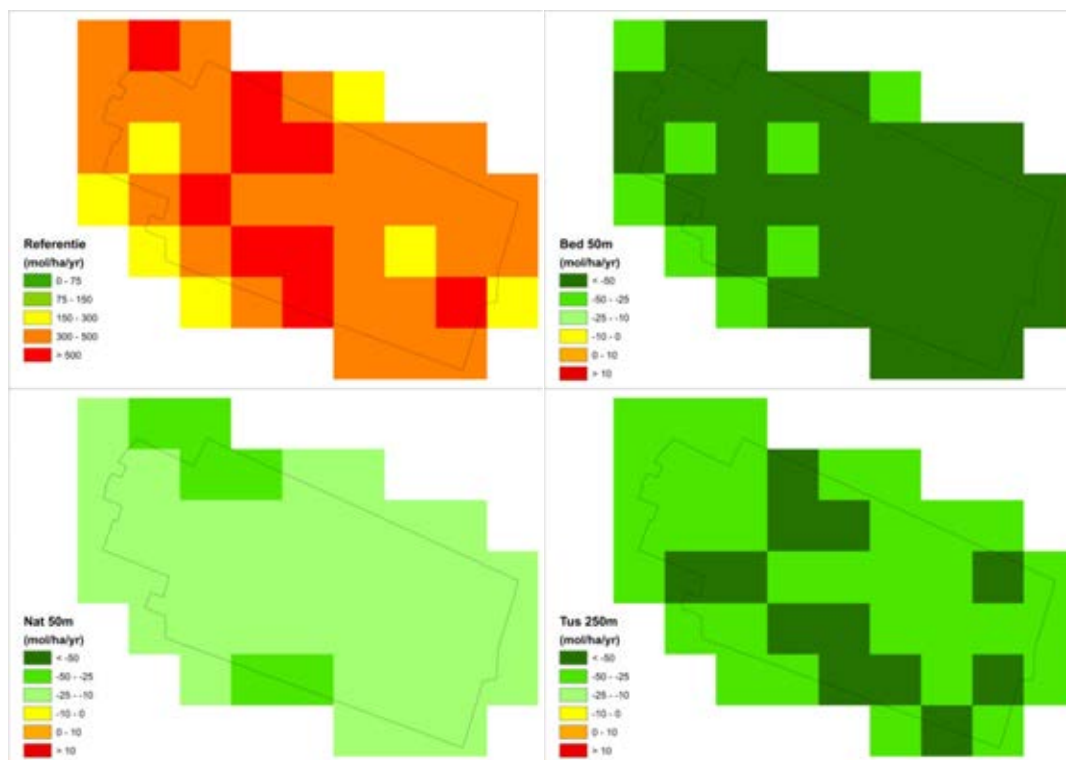 Referentie
(mol/ha/yr)
0 - 75
75 - 150
150 - 300
300 - 500
> 500
Bed 50m
(mol/ha/yr)
< -50
-50 - -25
-25 - -10
-10 - 0
0 - 10
> 10
Nat 50m
(mol/ha/yr)
< -50
-50 - -25
-25 - -10
-10 - 0
0 - 10
> 10
Tus 250m
(mol/ha/yr)
< -50
-50 - -25
-25 - -10
-10 - 0
0 - 10
> 10